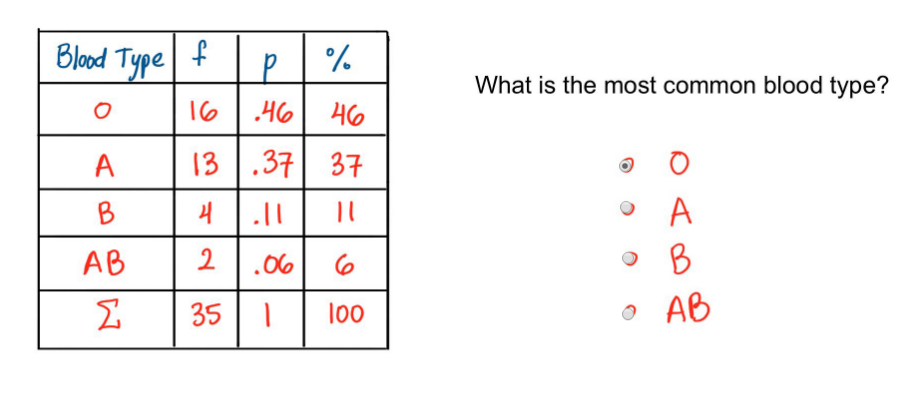 Blood Type f p %
O 16 .46 46
A 13 .37 37
B 4 .11 11
AB 2 .06 6
Σ 35 1 100
What is the most common blood type?
O
A
B
AB